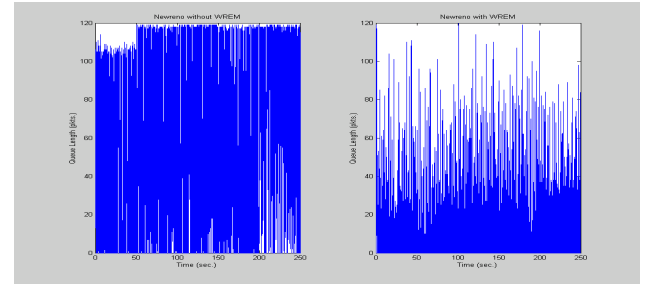 Newreno without WREM
120
100
80
60
40
20
0
Queue Length (pkts.)
0 50 100 150 200 250
Time (sec.)
Newreno with WREM
120
100
80
60
40
20
0
Queue Length (pkts.)
0 50 100 150 200 250
Time (sec.)